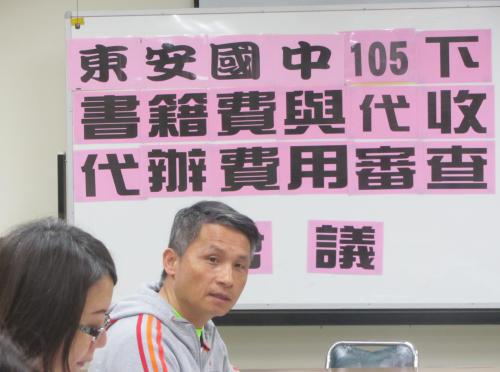 東安國中105下
書籍費與代收
代辦費用審查
議